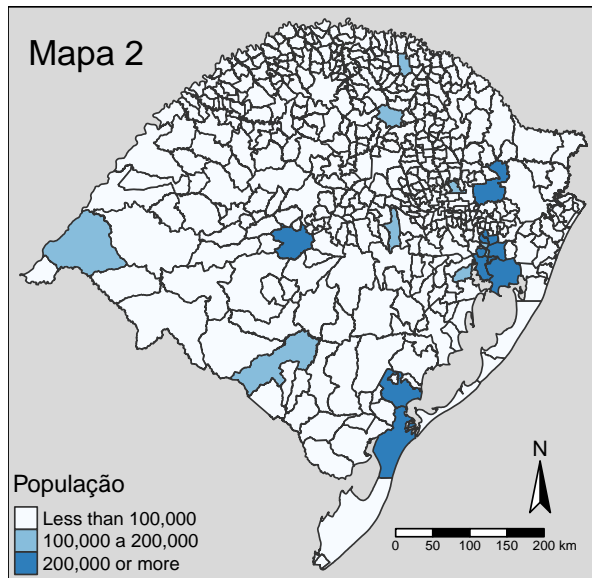 Mapa 2
População
Less than 100,000
100,000 a 200,000
200,000 or more
N
0 50 100 150 200 km